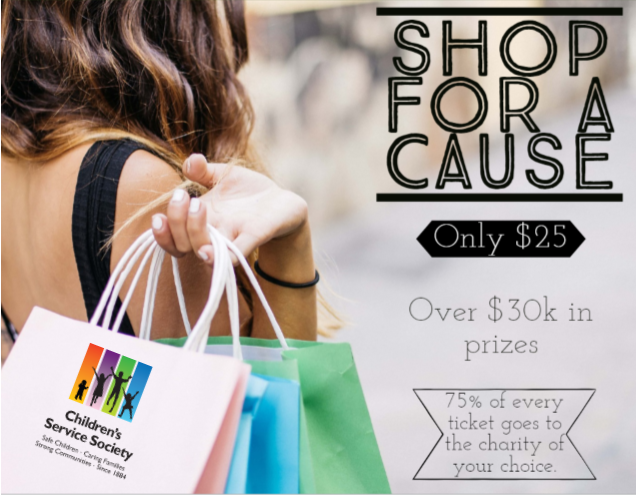 SHOP
FOR A
CAUSE
Only $25
Over $30k in
prizes
75% of every
ticket goes to
the charity of
your choice.
Children's
Service Society
Safe Children - Caring Families
Strong Communities - Since 1884